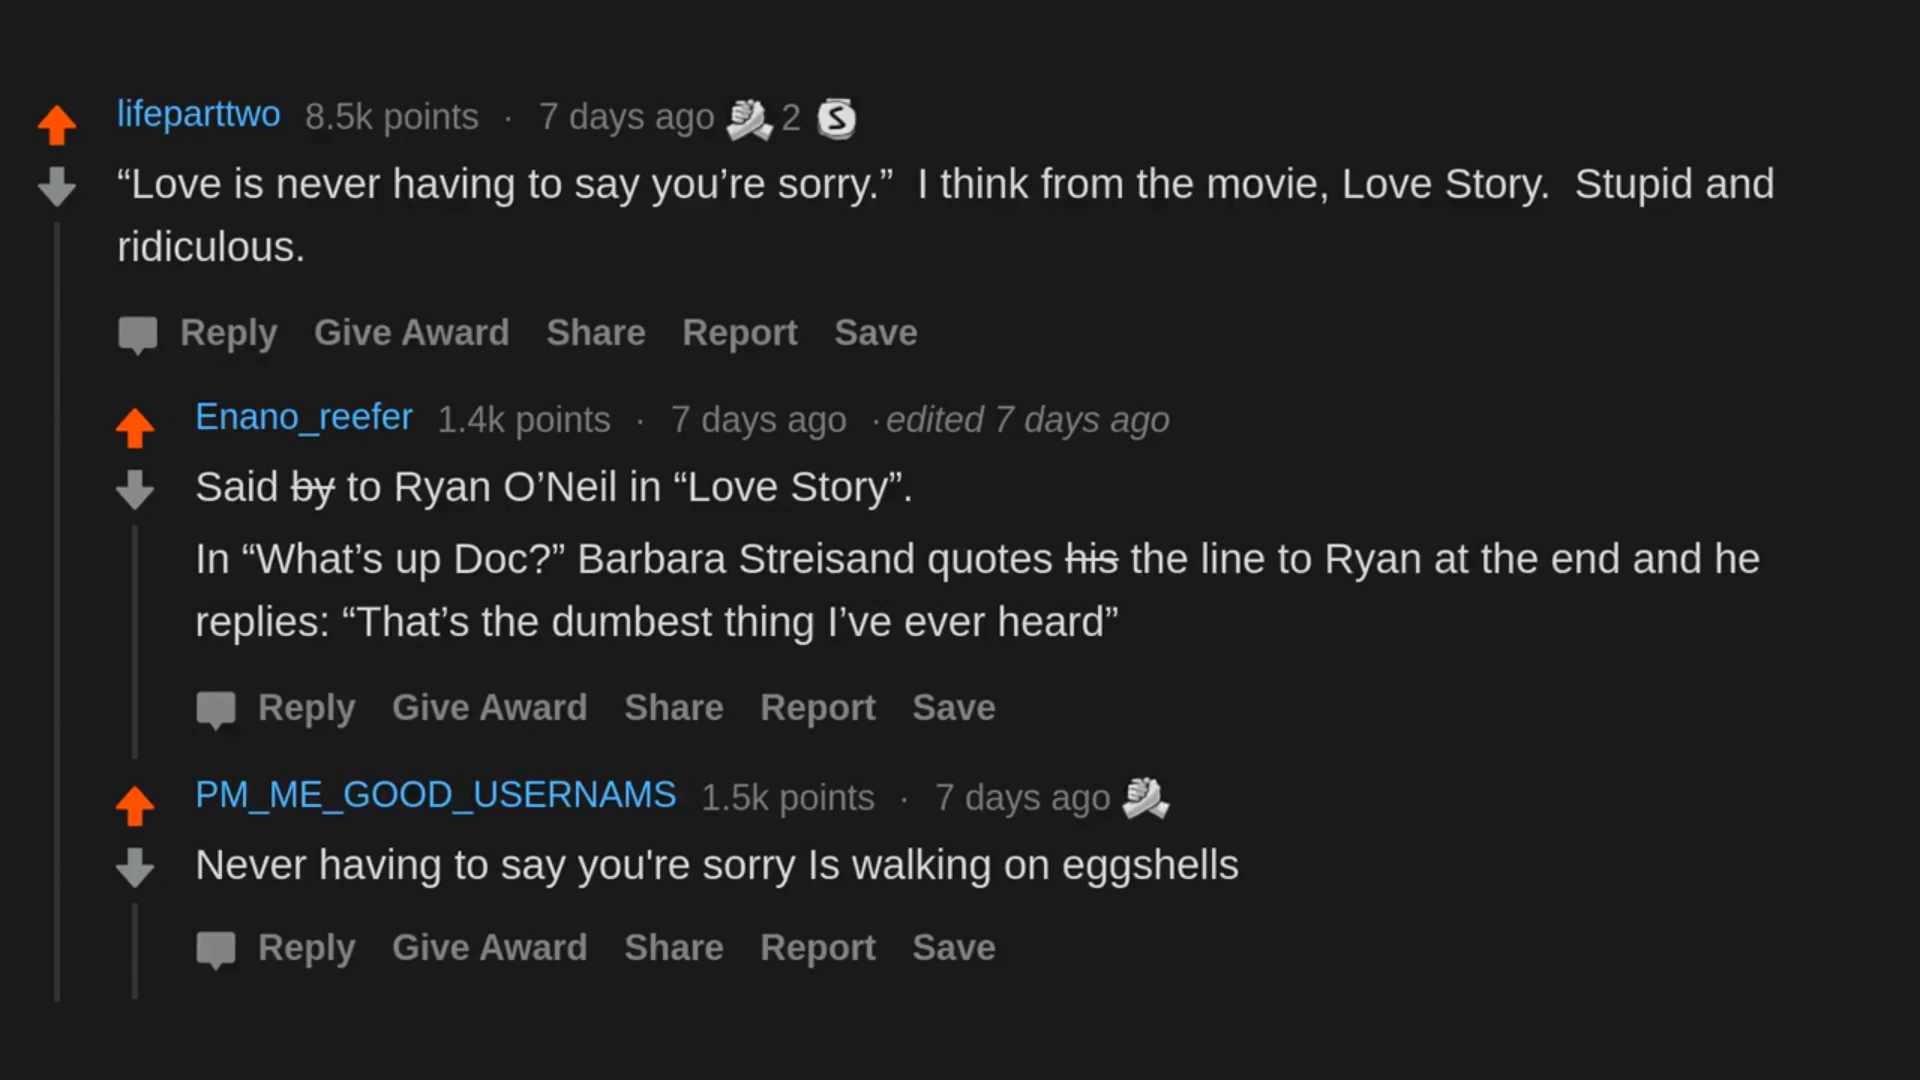 lifeparttwo 8.5k points · 7 days ago 2 S
“Love is never having to say you’re sorry.”  I think from the movie, Love Story.  Stupid and
ridiculous.
Reply Give Award Share Report Save
Enano_reefer 1.4k points · 7 days ago ·edited 7 days ago
Said by to Ryan O’Neil in “Love Story”.
In “What’s up Doc?” Barbara Streisand quotes his the line to Ryan at the end and he
replies: “That’s the dumbest thing I’ve ever heard”
Reply Give Award Share Report Save
PM_ME_GOOD_USERNAMS 1.5k points · 7 days ago
Never having to say you're sorry Is walking on eggshells
Reply Give Award Share Report Save